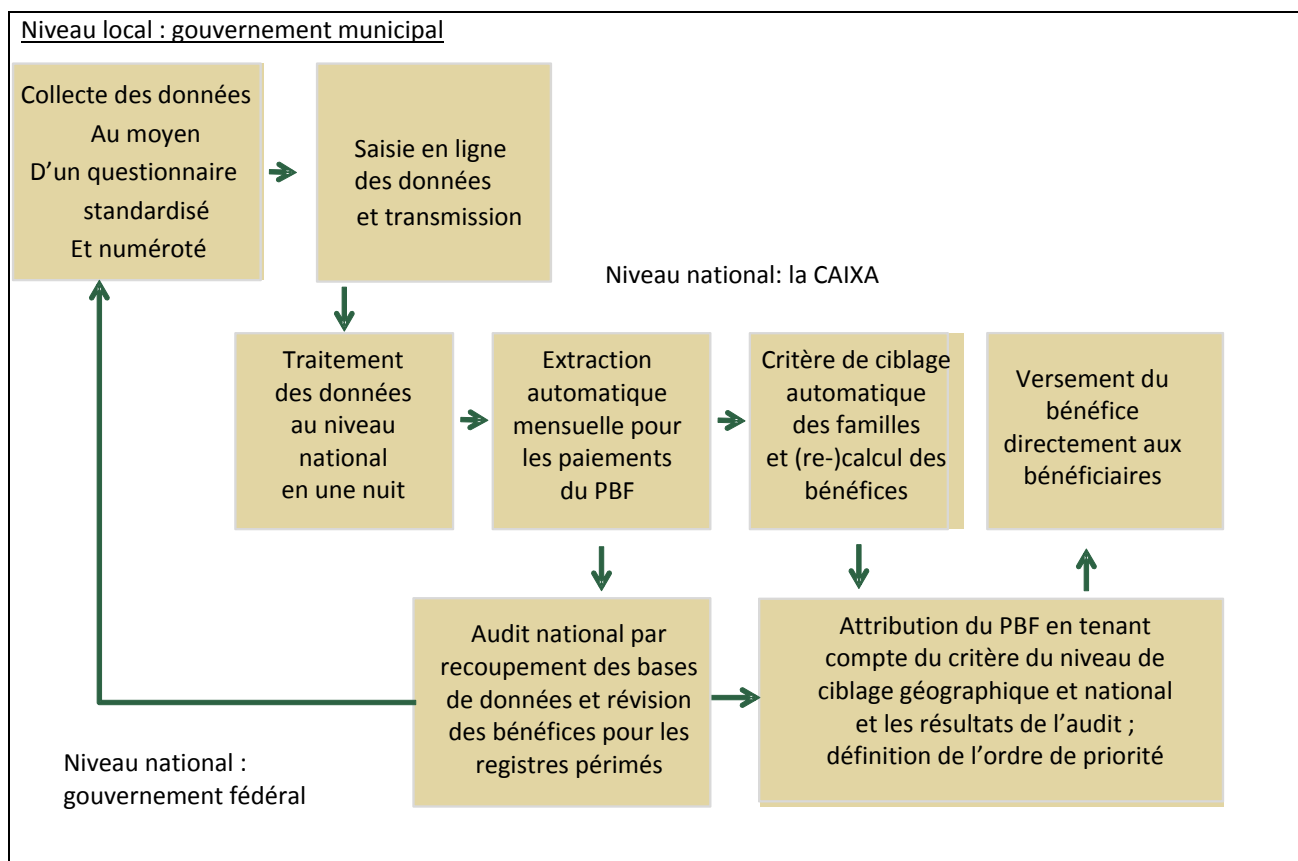 Niveau local : gouvernement municipal
Collecte des données
Au moyen
D’un questionnaire
standardisé
Et numéroté
Saisie en ligne
des données
et transmission
Niveau national: la CAIXA
Traitement
des données
au niveau
national
en une nuit
Extraction
automatique
mensuelle pour
les paiements
du PBF
Critère de ciblage
automatique
des familles
et (re-)calcul des
bénéfices
Versement du
bénéfice
directement aux
bénéficiaires
Audit national par
recoupement des bases
de données et révision
des bénéfices pour les
registres périmés
Attribution du PBF en tenant
compte du critère du niveau de
ciblage géographique et national
et les résultats de l’audit ;
définition de l’ordre de priorité
Niveau national :
gouvernement fédéral